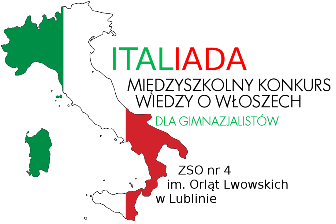 ITALIADA
MIĘDZYSZKOLNY KONKURS
WIEDZY O WŁOSZECH
DLA GIMNAZJALISTÓW
ZSO nr 4
im. Orląt Lwowskich
w Lublinie